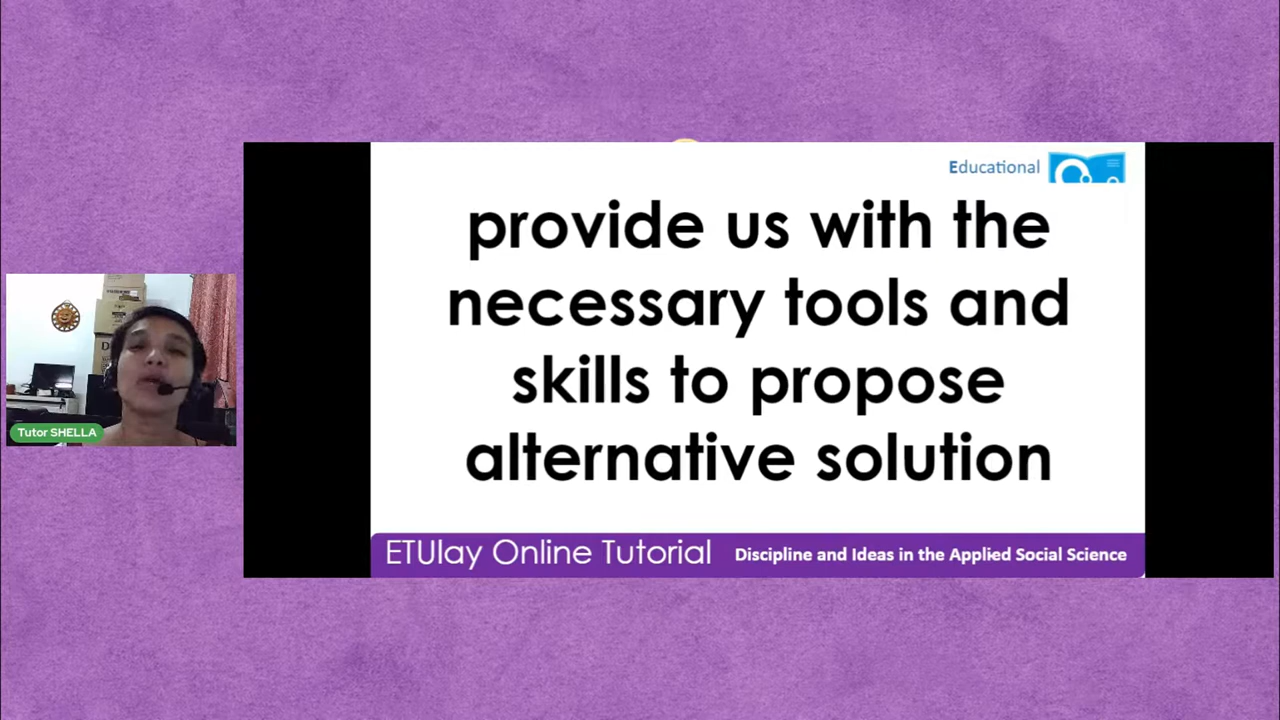 Educational
provide us with the
necessary tools and
skills to propose
alternative solution
Tutor SHELLA
ETUlay Online Tutorial
Discipline and Ideas in the Applied Social Science